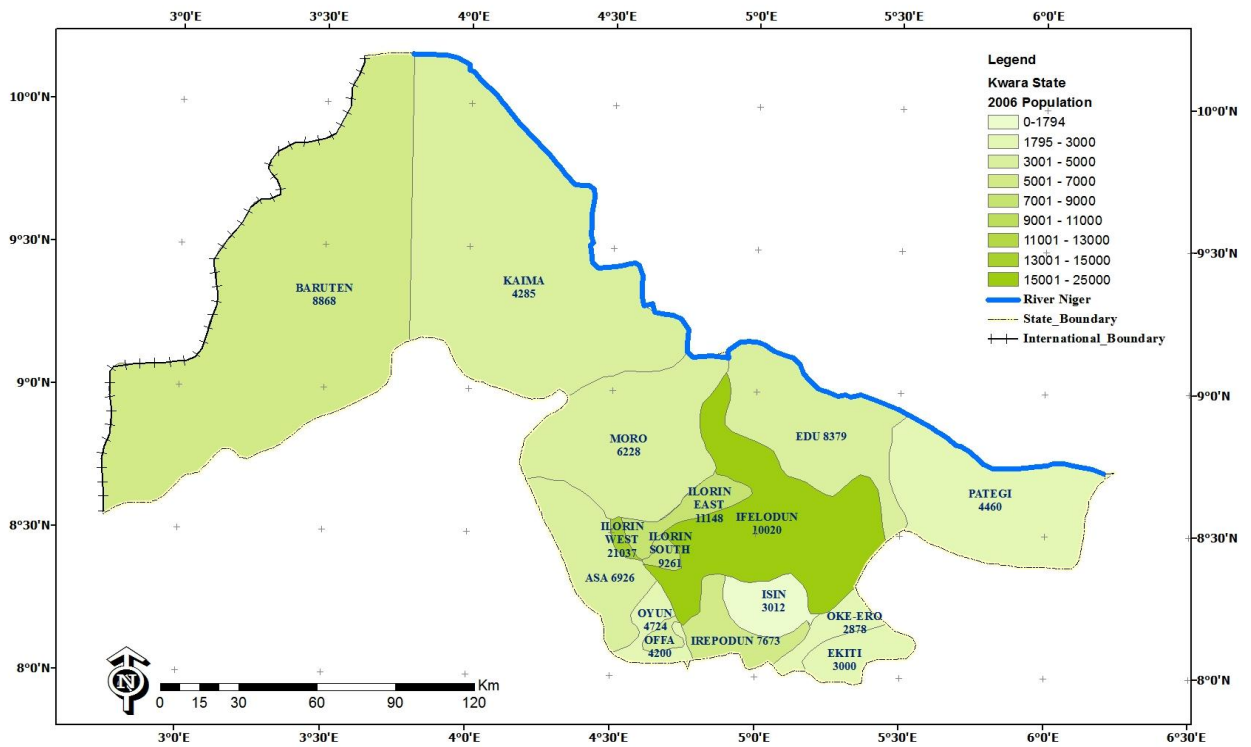 3°0'E 3°30'E 4°0'E 4°30'E 5°0'E 5°30'E 6°0'E
Legend
Kwara State
2006 Population
0-1794
1795 - 3000
3001 - 5000
5001 - 7000
7001 - 9000
9001 - 11000
11001 - 13000
13001 - 15000
15001 - 25000
River Niger
State_Boundary
International_Boundary
10°0'N 10°0'N
9°30'N 9°30'N
9°0'N 9°0'N
8°30'N 8°30'N
8°0'N 8°0'N
BARUTEN
8868
KAIMA
4285
MORO
6228
EDU 8379
PATEGI
4460
ILORIN
EAST
11148
IFELODUN
10020
ILORIN
WEST
21037
ILORIN
SOUTH
9261
ASA 6926
ISIN
3012
OYUN
4724
OFFA
4200
IREPODUN 7673
OKE-ERO
2878
EKITI
3000
N
Km
0 15 30 60 90 120
3°0'E 3°30'E 4°0'E 4°30'E 5°0'E 5°30'E 6°0'E 6°30'E